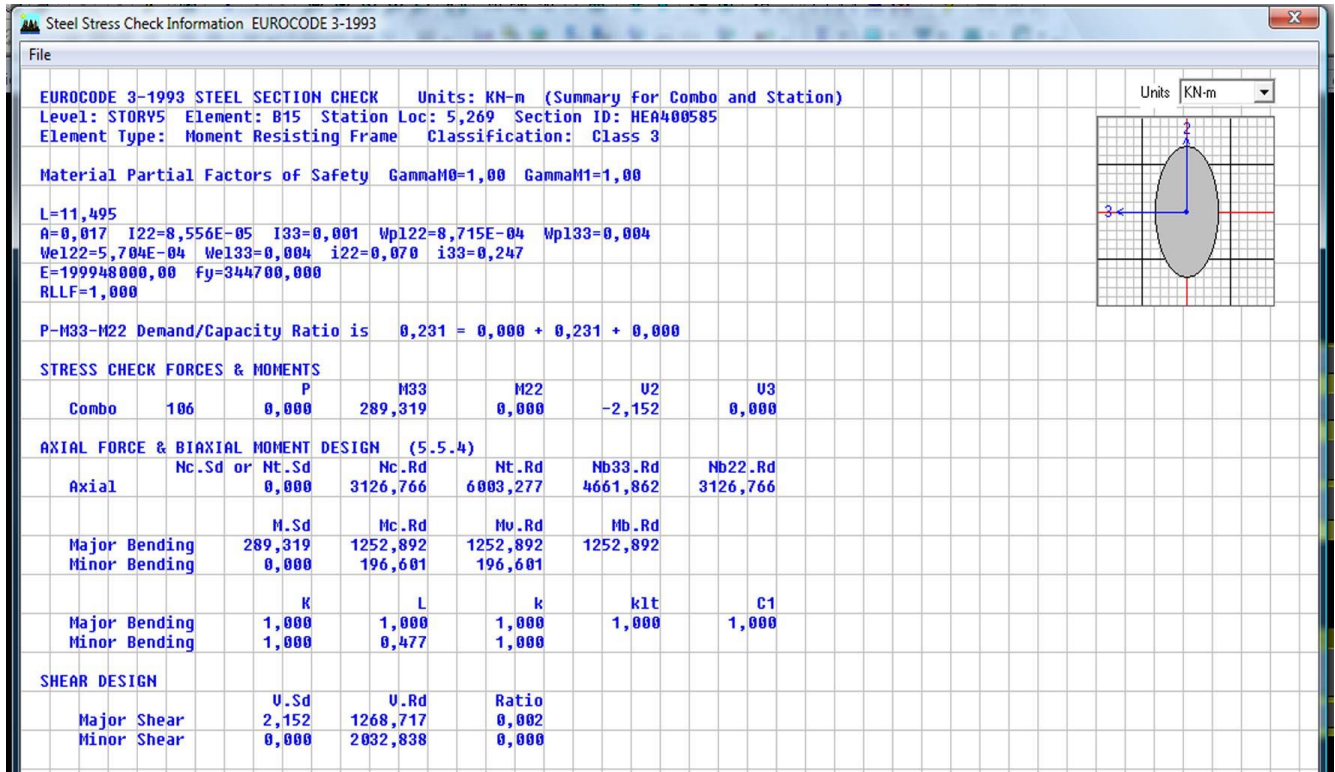 Steel Stress Check Information EUROCODE 3-1993
File
EUROCODE 3-1993 STEEL SECTION CHECK Units: KN-m (Summary for Combo and Station)
Units KN-m
Level: STORY5 Element: B15 Station Loc: 5,269 Section ID: HEA400585
Element Type: Moment Resisting Frame Classification: Class 3
2
3
Material Partial Factors of Safety GammaM0=1,00 GammaM1=1,00
L=11,495
A=0,017 I22=8,556E-05 I33=0,001 Wpl22=8,715E-04 Wpl33=0,004
Wel22=5,704E-04 Wel33=0,004 i22=0,070 i33=0,247
E=199948000,00 fy=344700,000
RLLF=1,000
P-M33-M22 Demand/Capacity Ratio is 0,231 = 0,000 + 0,231 + 0,000
STRESS CHECK FORCES & MOMENTS
P M33 M22 V2 V3
Combo 106 0,000 289,319 0,000 -2,152 0,000
AXIAL FORCE & BIAXIAL MOMENT DESIGN (5.5.4)
Nc.Sd or Nt.Sd Nc.Rd Nt.Rd Nb33.Rd Nb22.Rd
Axial 0,000 3126,766 6003,277 4661,862 3126,766
M.Sd Mc.Rd Mv.Rd Mb.Rd
Major Bending 289,319 1252,892 1252,892 1252,892
Minor Bending 0,000 196,601 196,601
K L k klt C1
Major Bending 1,000 1,000 1,000 1,000 1,000
Minor Bending 1,000 0,477 1,000
SHEAR DESIGN
V.Sd V.Rd Ratio
Major Shear 2,152 1268,717 0,002
Minor Shear 0,000 2032,838 0,000